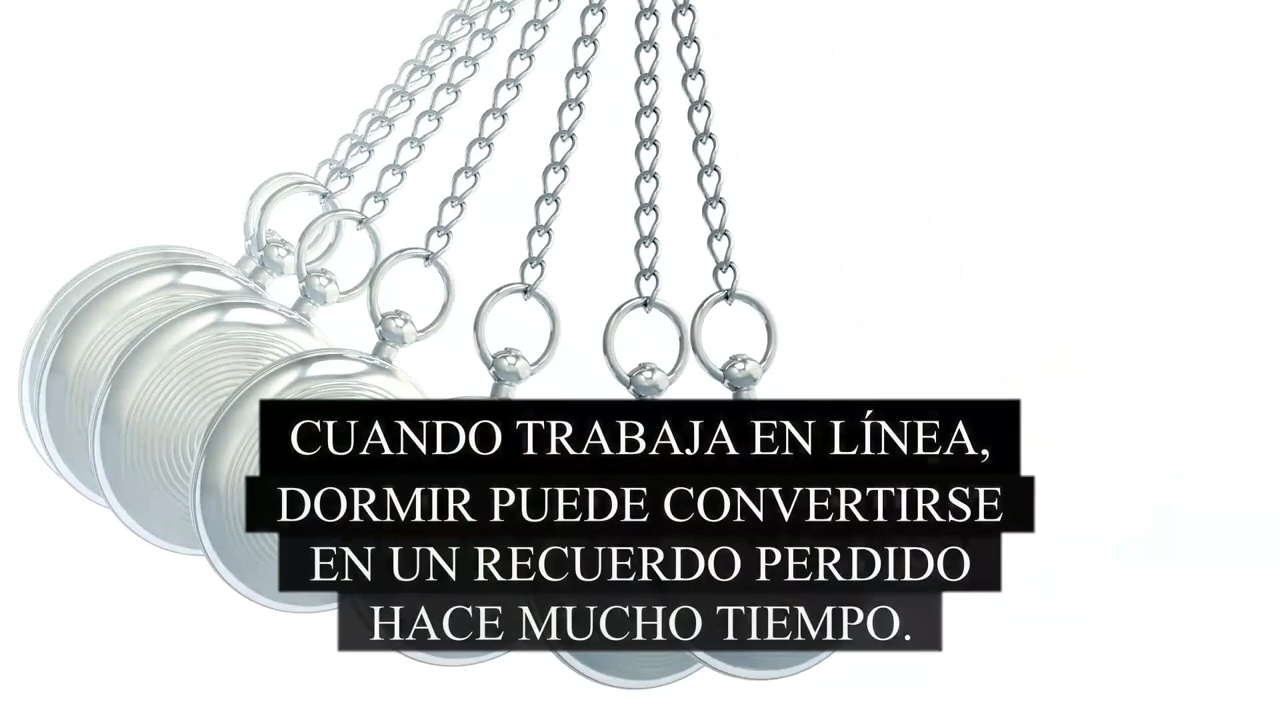 CUANDO TRABAJA EN LÍNEA,
DORMIR PUEDE CONVERTIRSE
EN UN RECUERDO PERDIDO
HACE MUCHO TIEMPO.